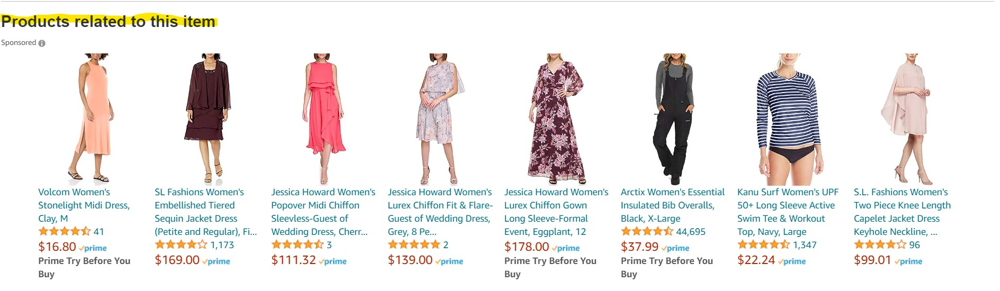 Products related to this item
Sponsored
Volcom Women's
Stonelight Midi Dress,
Clay, M
41
$16.80 prime
Prime Try Before You
Buy
SL Fashions Women's
Embellished Tiered
Sequin Jacket Dress
(Petite and Regular), Fi...
1,173
$169.00 prime
Jessica Howard Women's
Popover Midi Chiffon
Sleevless-Guest of
Wedding Dress, Cherr...
3
$111.32 prime
Jessica Howard Women's
Lurex Chiffon Fit & Flare-
Guest of Wedding Dress,
Grey, 8 Pe...
2
$139.00 prime
Jessica Howard Women's
Lurex Chiffon Gown
Long Sleeve-Formal
Event, Eggplant, 12
$178.00 prime
Prime Try Before You
Buy
Arctix Women's Essential
Insulated Bib Overalls,
Black, X-Large
44,695
$37.99 prime
Prime Try Before You
Buy
Kanu Surf Women's UPF
50+ Long Sleeve Active
Swim Tee & Workout
Top, Navy, Large
1,347
$22.24 prime
S.L. Fashions Women's
Two Piece Knee Length
Capelet Jacket Dress
Keyhole Neckline, ...
96
$99.01 prime